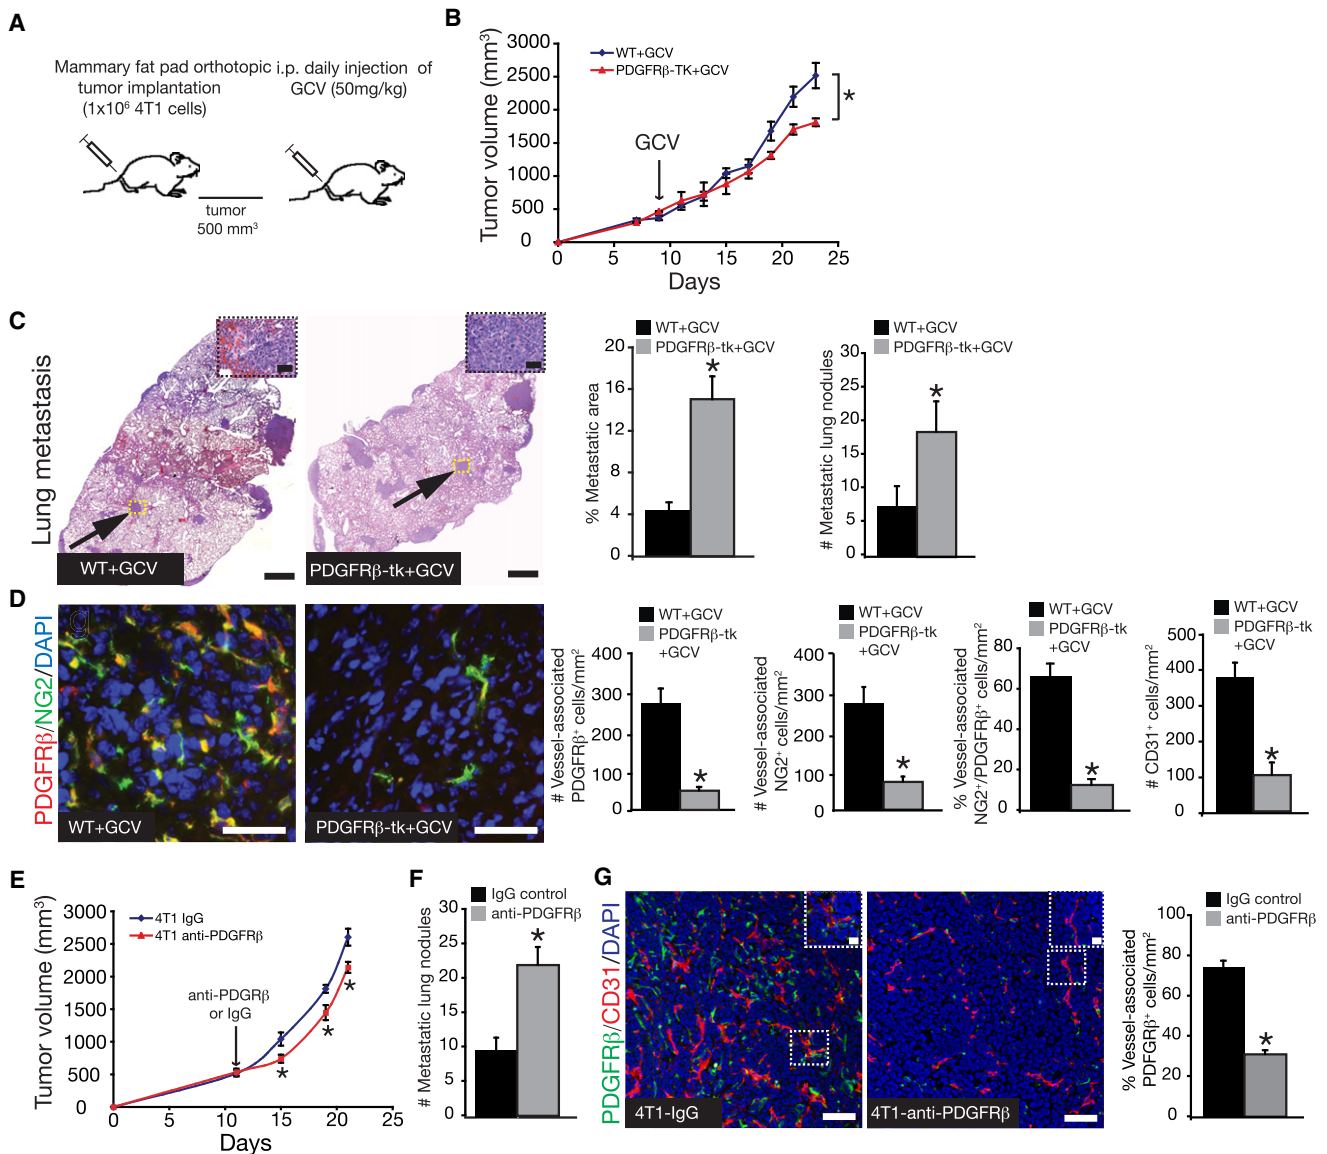 A
Mammary fat pad orthotopic
tumor implantation
(1x10⁶ 4T1 cells)
i.p. daily injection of
GCV (50mg/kg)
tumor
500 mm³
B
WT+GCV
PDGFRβ-TK+GCV
Tumor volume (mm³)
3000
2500
2000
1500
1000
500
0
GCV
*
0 5 10 15 20 25
Days
C
Lung metastasis
WT+GCV
PDGFRβ-tk+GCV
WT+GCV
PDGFRβ-tk+GCV
% Metastatic area
20
16
12
8
4
0
*
WT+GCV
PDGFRβ-tk+GCV
# Metastatic lung nodules
30
25
20
15
10
5
0
*
D
PDGFRβ/NG2/DAPI
g
WT+GCV
PDGFRβ-tk+GCV
WT+GCV
PDGFRβ-tk
+GCV
# Vessel-associated
PDGFRβ⁺ cells/mm²
400
300
200
100
0
*
WT+GCV
PDGFRβ-tk
+GCV
# Vessel-associated
NG2⁺ cells/mm²
400
300
200
100
0
*
WT+GCV
PDGFRβ-tk
+GCV
% Vessel-associated
NG2⁺/PDGFRβ⁺ cells/mm²
80
60
40
20
0
*
WT+GCV
PDGFRβ-tk
+GCV
# CD31⁺ cells/mm²
500
400
300
200
100
0
*
E
4T1 IgG
4T1 anti-PDGFRβ
Tumor volume (mm³)
3000
2500
2000
1500
1000
500
0
anti-PDGRβ
or IgG
*
*
*
0 5 10 15 20 25
Days
F
IgG control
anti-PDGFRβ
# Metastatic lung nodules
30
25
20
15
10
5
0
*
G
PDGFRβ/CD31/DAPI
4T1-IgG
4T1-anti-PDGFRβ
IgG control
anti-PDGFRβ
% Vessel-associated
PDFGRβ⁺ cells/mm²
100
80
60
40
20
0
*